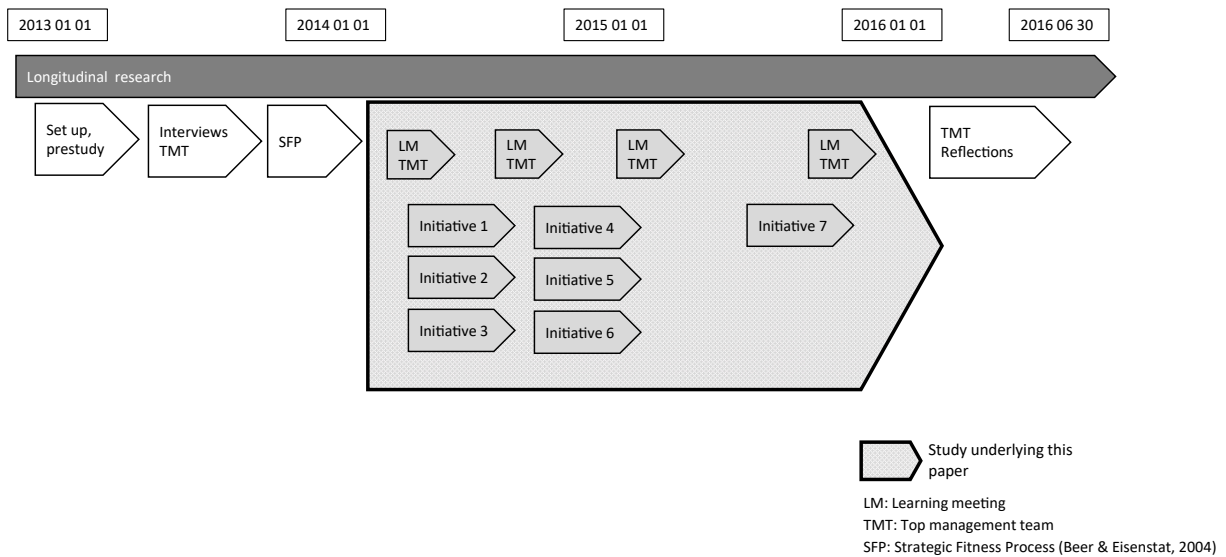 2013 01 01
2014 01 01
2015 01 01
2016 01 01
2016 06 30
Longitudinal research
Set up,
prestudy
Interviews
TMT
SFP
LM
TMT
LM
TMT
LM
TMT
LM
TMT
TMT
Reflections
Initiative 1
Initiative 4
Initiative 7
Initiative 2
Initiative 5
Initiative 3
Initiative 6
Study underlying this
paper
LM: Learning meeting
TMT: Top management team
SFP: Strategic Fitness Process (Beer & Eisenstat, 2004)